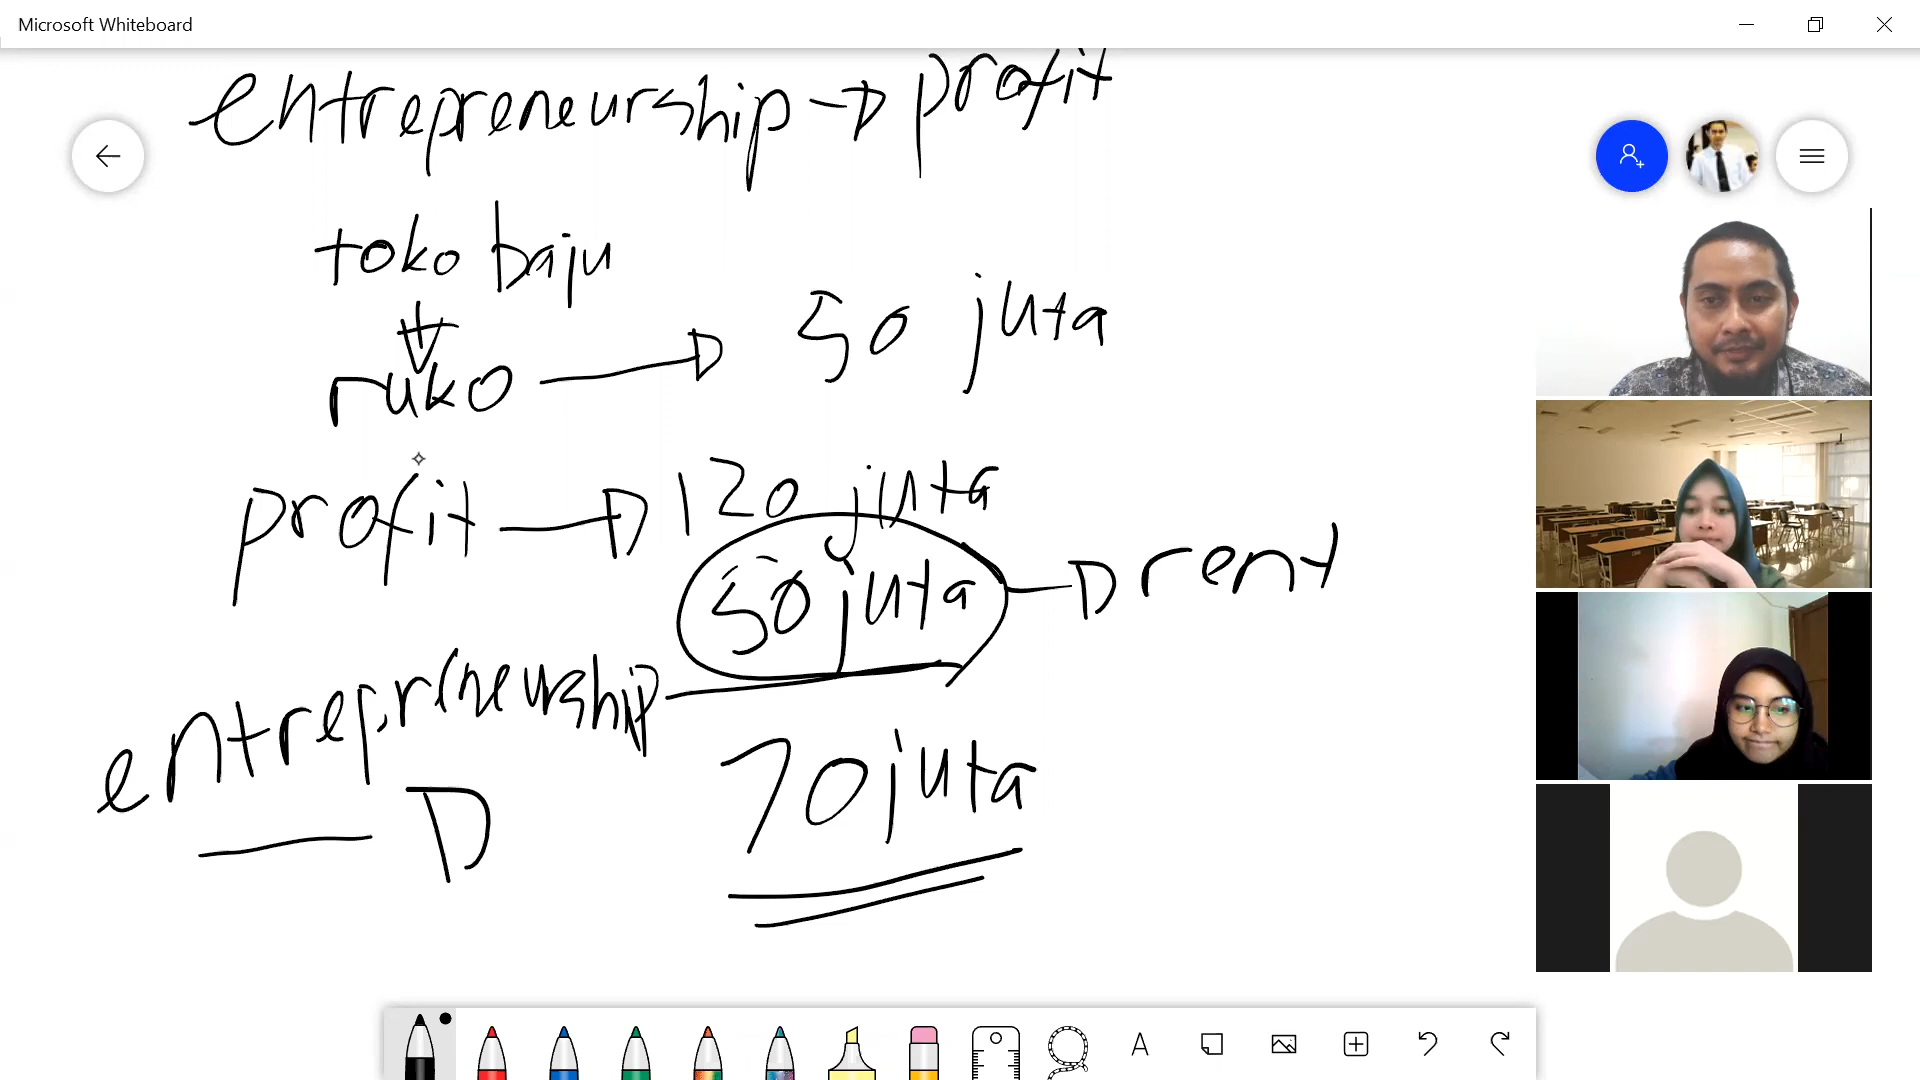 Microsoft Whiteboard
entrepreneurship → profit
toko baju
ruko → 50 juta
profit → 120 juta
50 juta → rent
entrepreneurship
70 juta
A